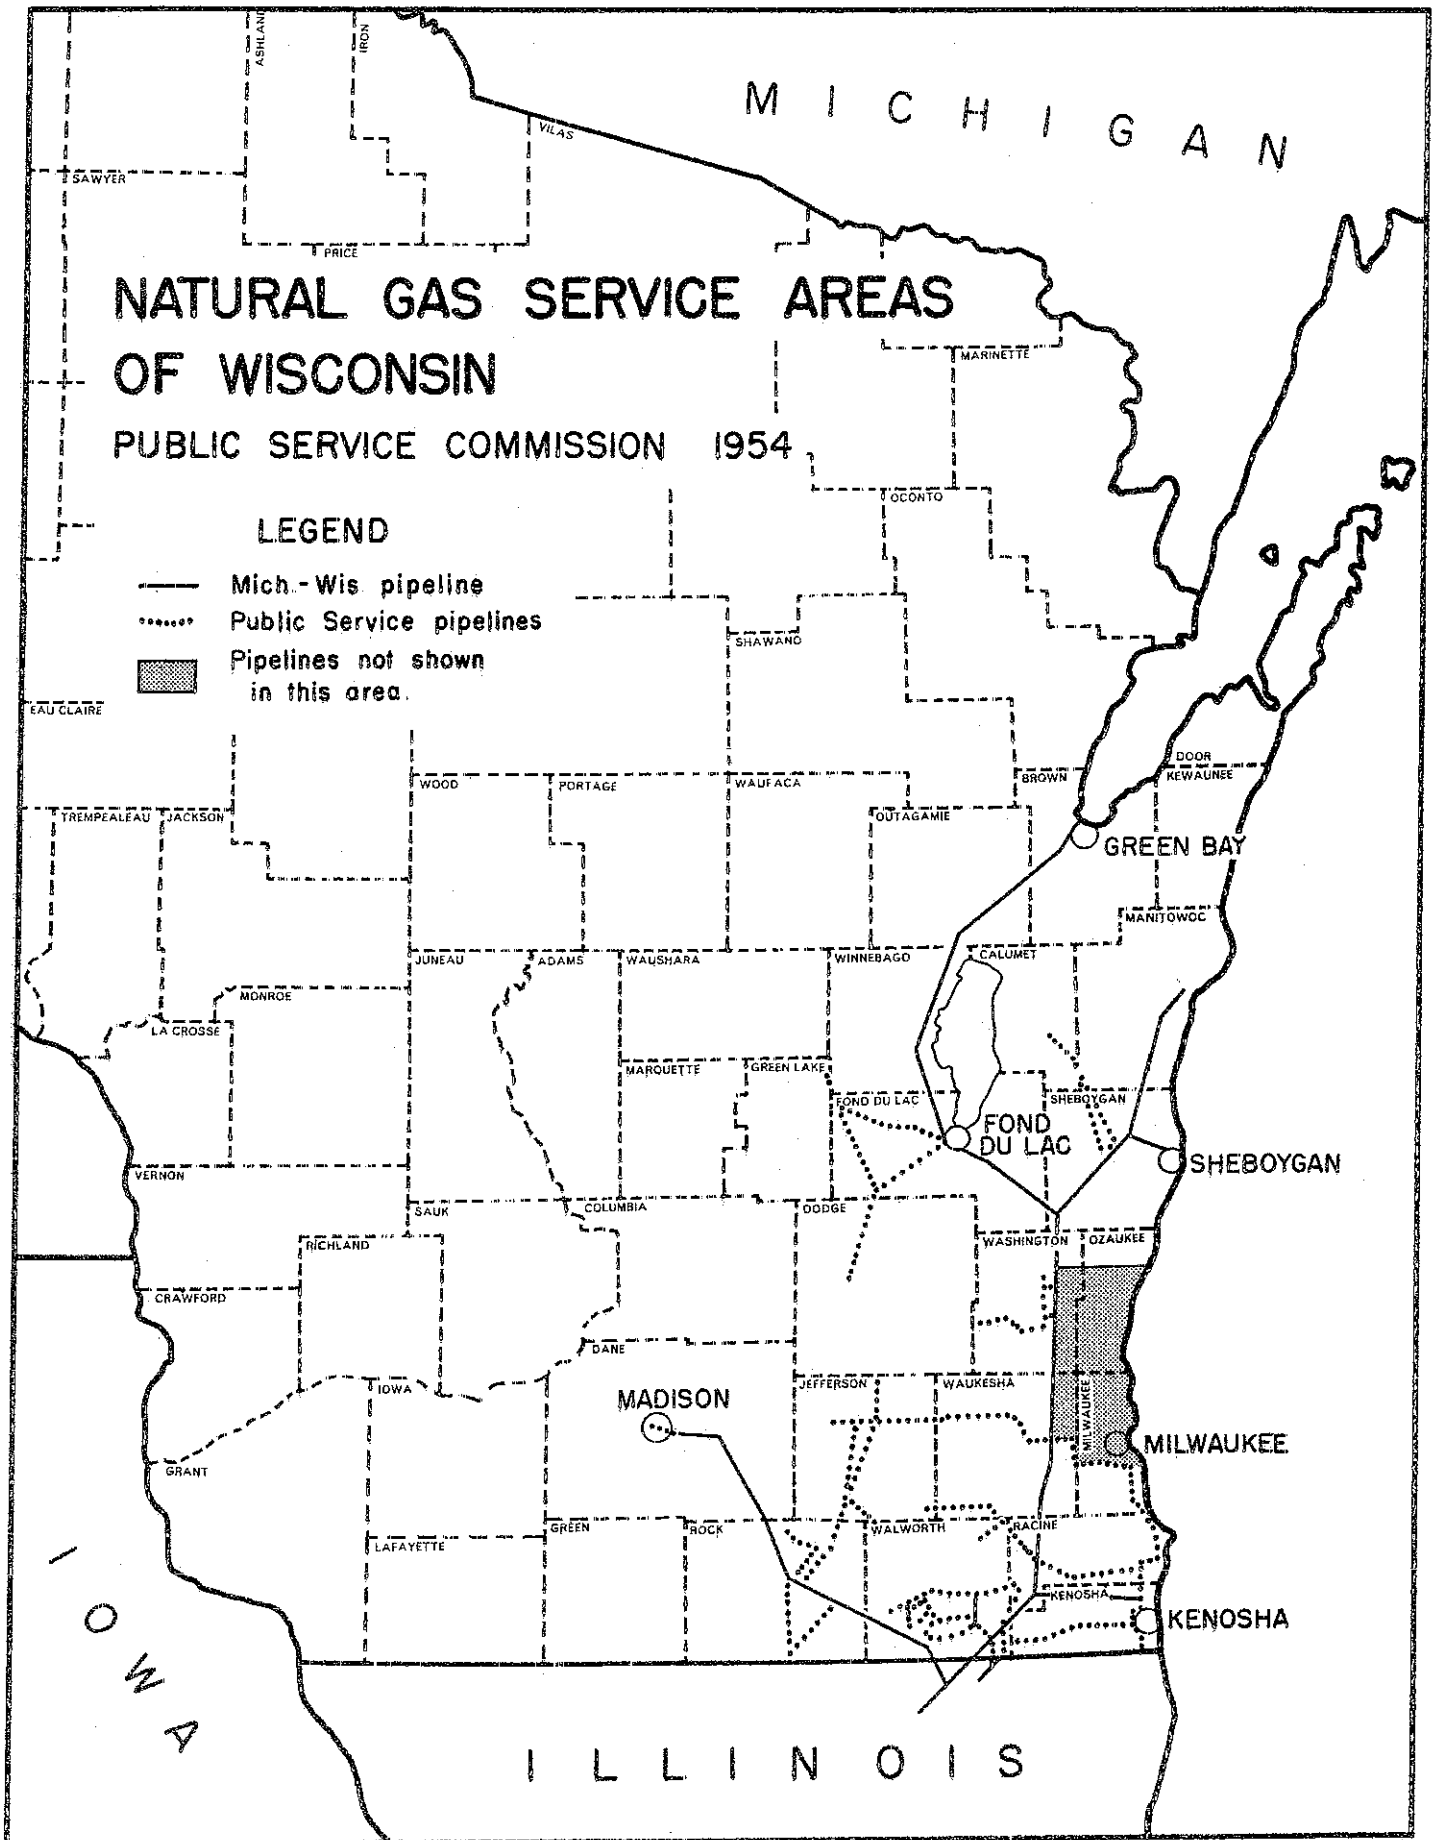 ASHLAND
IRON
MICHIGAN
VILAS
SAWYER
PRICE
NATURAL GAS SERVICE AREAS
OF WISCONSIN
PUBLIC SERVICE COMMISSION 1954
MARINETTE
OCONTO
LEGEND
Mich.-Wis. pipeline
Public Service pipelines
Pipelines not shown
in this area.
SHAWANO
EAU CLAIRE
DOOR
KEWAUNEE
BROWN
WOOD
PORTAGE
WAUPACA
TREMPEALEAU
JACKSON
OUTAGAMIE
GREEN BAY
MANITOWOC
JUNEAU
ADAMS
WAUSHARA
WINNEBAGO
CALUMET
MONROE
LA CROSSE
MARQUETTE
GREEN LAKE
FOND DU LAC
SHEBOYGAN
FOND
DU LAC
SHEBOYGAN
VERNON
SAUK
COLUMBIA
DODGE
RICHLAND
WASHINGTON
OZAUKEE
CRAWFORD
DANE
IOWA
JEFFERSON
WAUKESHA
MILWAUKEE
MADISON
MILWAUKEE
GRANT
GREEN
ROCK
WALWORTH
RACINE
LAFAYETTE
KENOSHA
KENOSHA
IOWA
ILLINOIS